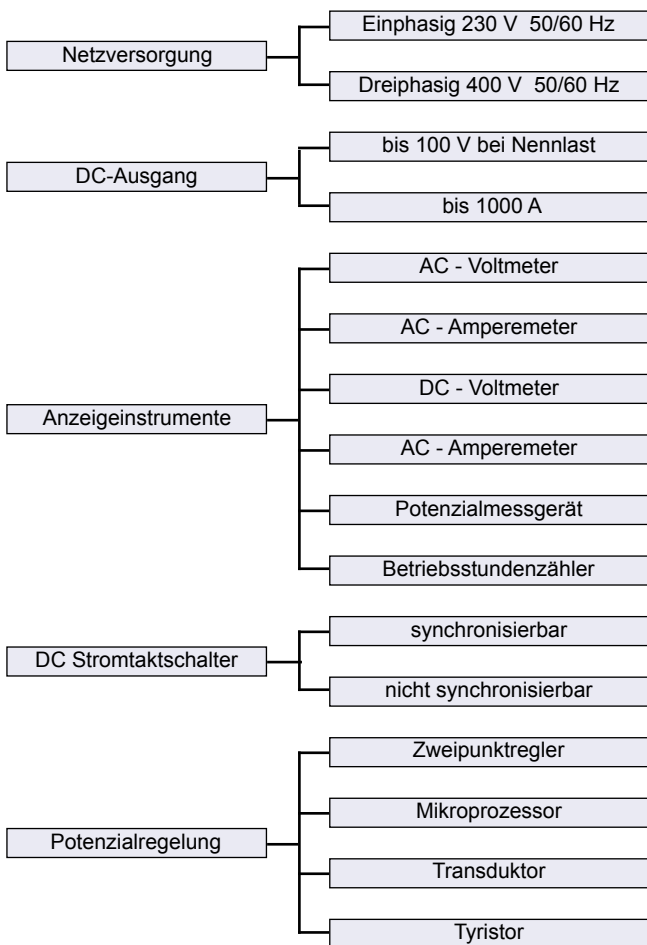 Netzversorgung
Einphasig 230 V 50/60 Hz
Dreiphasig 400 V 50/60 Hz
DC-Ausgang
bis 100 V bei Nennlast
bis 1000 A
Anzeigeinstrumente
AC - Voltmeter
AC - Amperemeter
DC - Voltmeter
AC - Amperemeter
Potenzialmessgerät
Betriebsstundenzähler
DC Stromtaktschalter
synchronisierbar
nicht synchronisierbar
Potenzialregelung
Zweipunktregler
Mikroprozessor
Transduktor
Tyristor